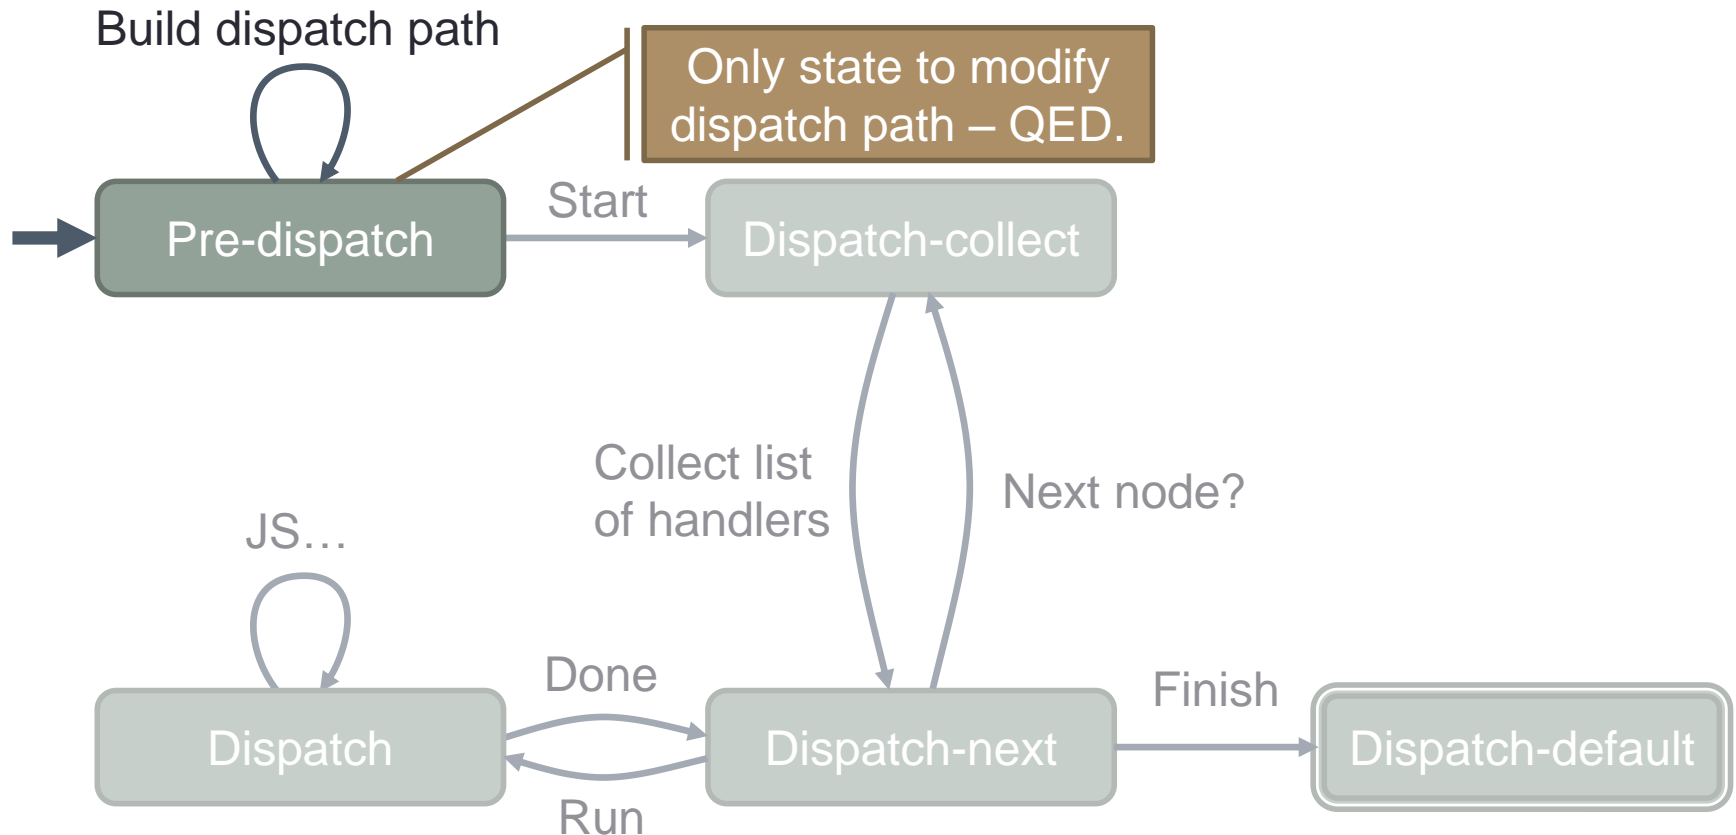 Build dispatch path
Only state to modify
dispatch path – QED.
Pre-dispatch
Start
Dispatch-collect
Collect list
of handlers
Next node?
JS…
Dispatch
Done
Run
Dispatch-next
Finish
Dispatch-default